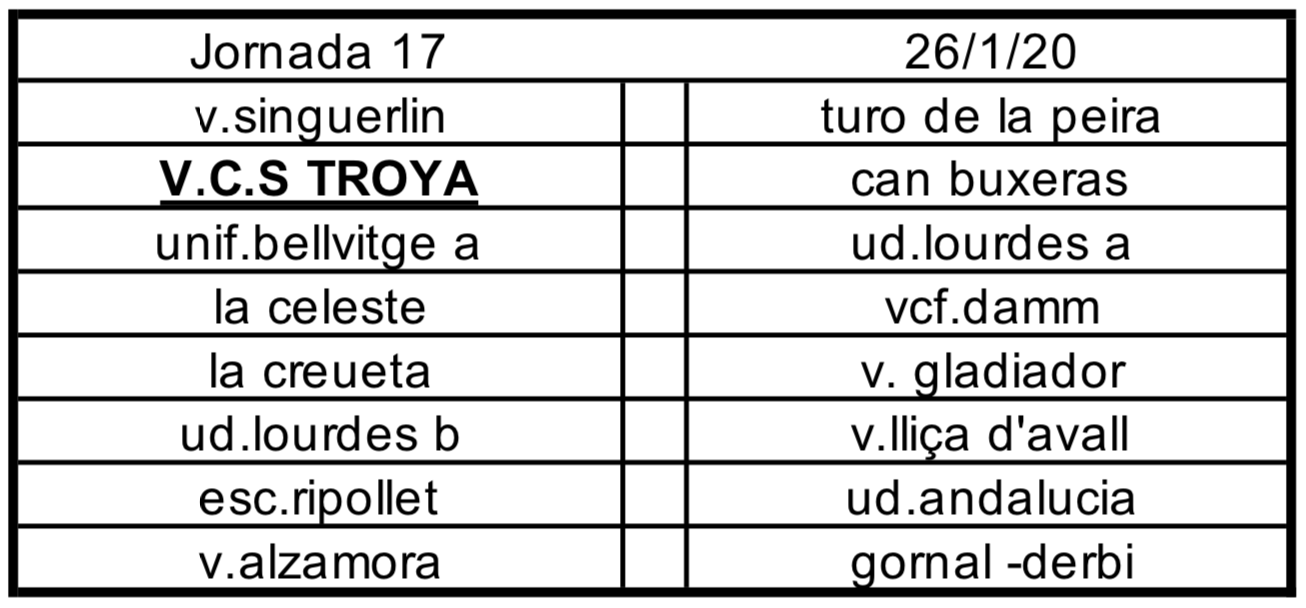 Jornada 17 26/1/20
v.singuerlin turo de la peira
V.C.S TROYA can buxeras
unif.bellvitge a ud.lourdes a
la celeste vcf.damm
la creueta v. gladiador
ud.lourdes b v.lliça d'avall
esc.ripollet ud.andalucia
v.alzamora gornal -derbi